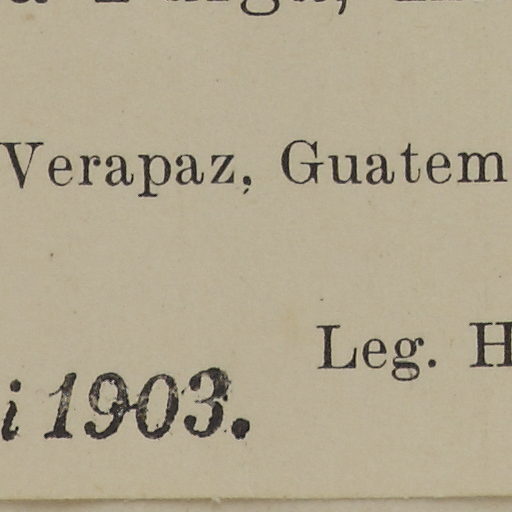 Verapaz, Guatem
Leg. H
i 1903.